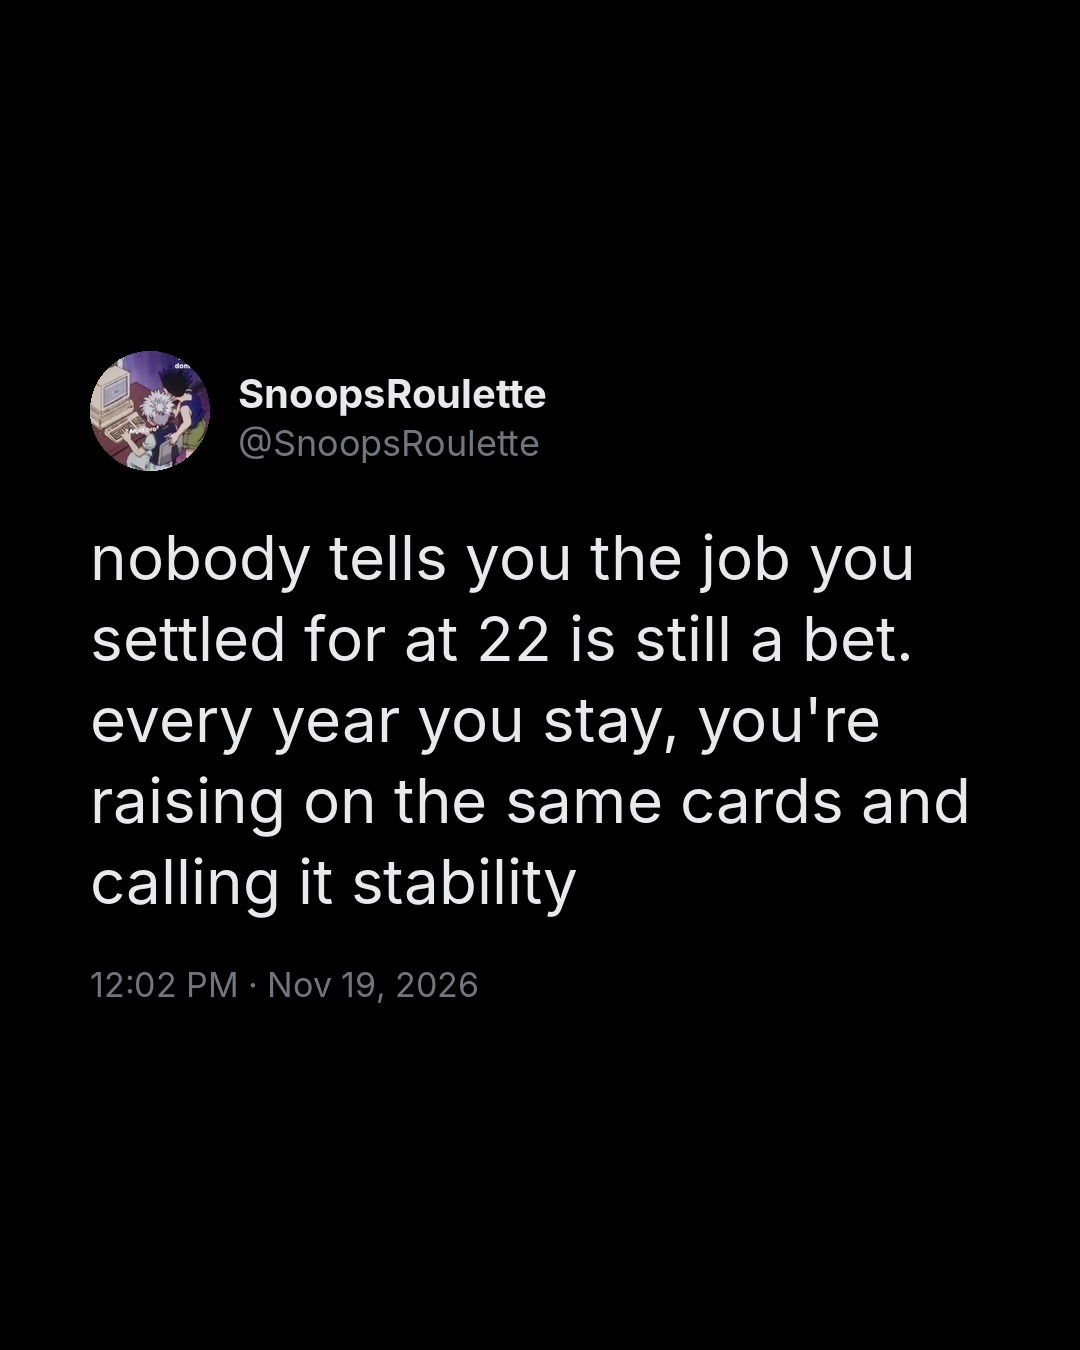 SnoopsRoulette
@SnoopsRoulette
nobody tells you the job you
settled for at 22 is still a bet.
every year you stay, you're
raising on the same cards and
calling it stability
12:02 PM · Nov 19, 2026